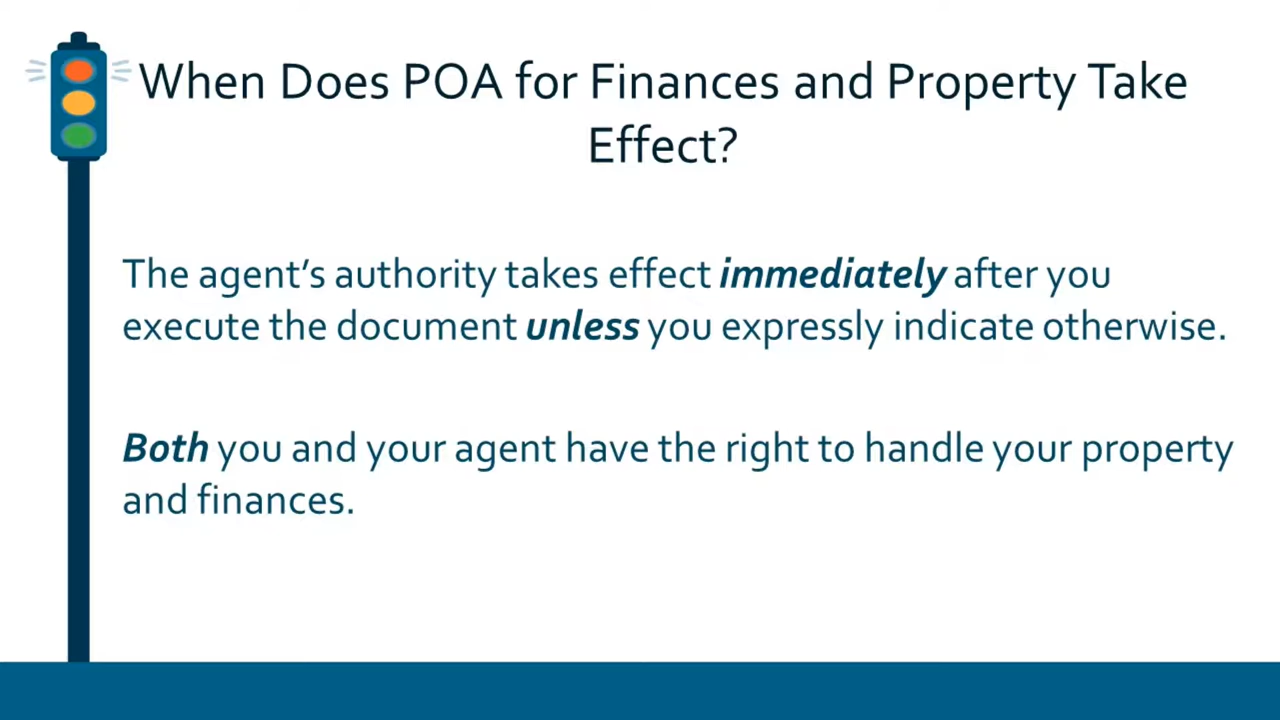 When Does POA for Finances and Property Take
Effect?
The agent’s authority takes effect immediately after you
execute the document unless you expressly indicate otherwise.
Both you and your agent have the right to handle your property
and finances.